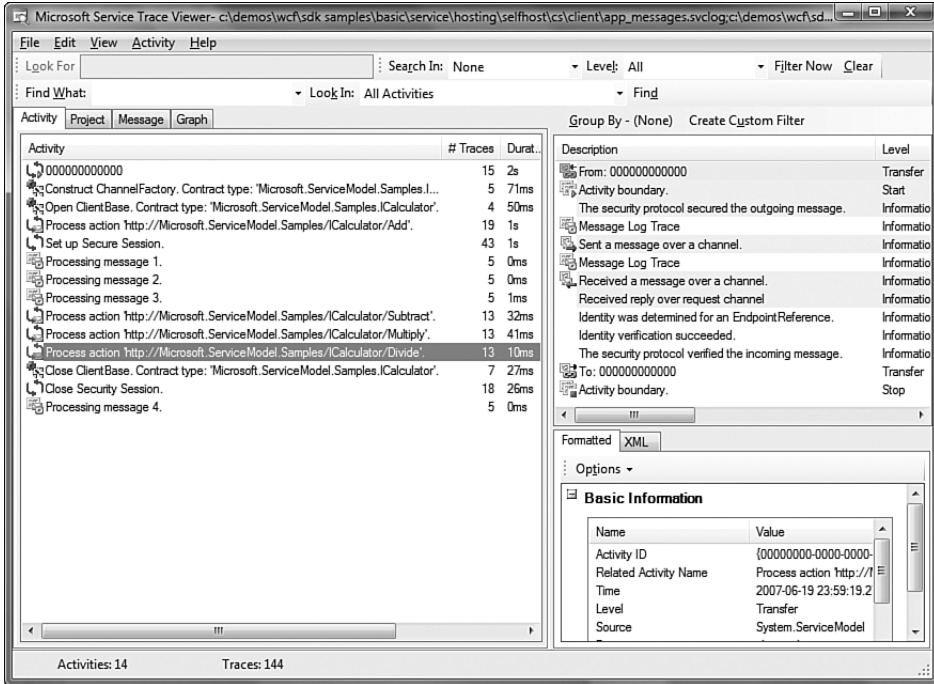 Microsoft Service Trace Viewer- c:\demos\wcf\sdk samples\basic\service\hosting\selfhost\cs\client\app_messages.svclog;c:\demos\wcf\sd...
File Edit View Activity Help
Look For Search In: None Level: All Filter Now Clear
Find What: Look In: All Activities Find
Activity Project Message Graph
Activity # Traces Durat..
000000000000 15 2s
Construct ChannelFactory. Contract type: 'Microsoft.ServiceModel.Samples.I... 5 71ms
Open ClientBase. Contract type: 'Microsoft.ServiceModel.Samples.ICalculator'. 4 50ms
Process action 'http://Microsoft.ServiceModel.Samples/ICalculator/Add'. 19 1s
Set up Secure Session. 43 1s
Processing message 1. 5 0ms
Processing message 2. 5 0ms
Processing message 3. 5 1ms
Process action 'http://Microsoft.ServiceModel.Samples/ICalculator/Subtract'. 13 32ms
Process action 'http://Microsoft.ServiceModel.Samples/ICalculator/Multiply'. 13 41ms
Process action 'http://Microsoft.ServiceModel.Samples/ICalculator/Divide'. 13 10ms
Close ClientBase. Contract type: 'Microsoft.ServiceModel.Samples.ICalculator'. 7 27ms
Close Security Session. 18 26ms
Processing message 4. 5 0ms
Group By - (None) Create Custom Filter
Description Level
From: 000000000000 Transfer
Activity boundary. Start
The security protocol secured the outgoing message. Informatio
Message Log Trace Informatio
Sent a message over a channel. Informatio
Message Log Trace Informatio
Received a message over a channel. Informatio
Received reply over request channel Informatio
Identity was determined for an EndpointReference. Informatio
Identity verification succeeded. Informatio
The security protocol verified the incoming message. Informatio
To: 000000000000 Transfer
Activity boundary. Stop
Formatted XML
Options
Basic Information
Name Value
Activity ID {00000000-0000-0000-
Related Activity Name Process action 'http://
Time 2007-06-19 23:59:19.2
Level Transfer
Source System.ServiceModel
Activities: 14 Traces: 144